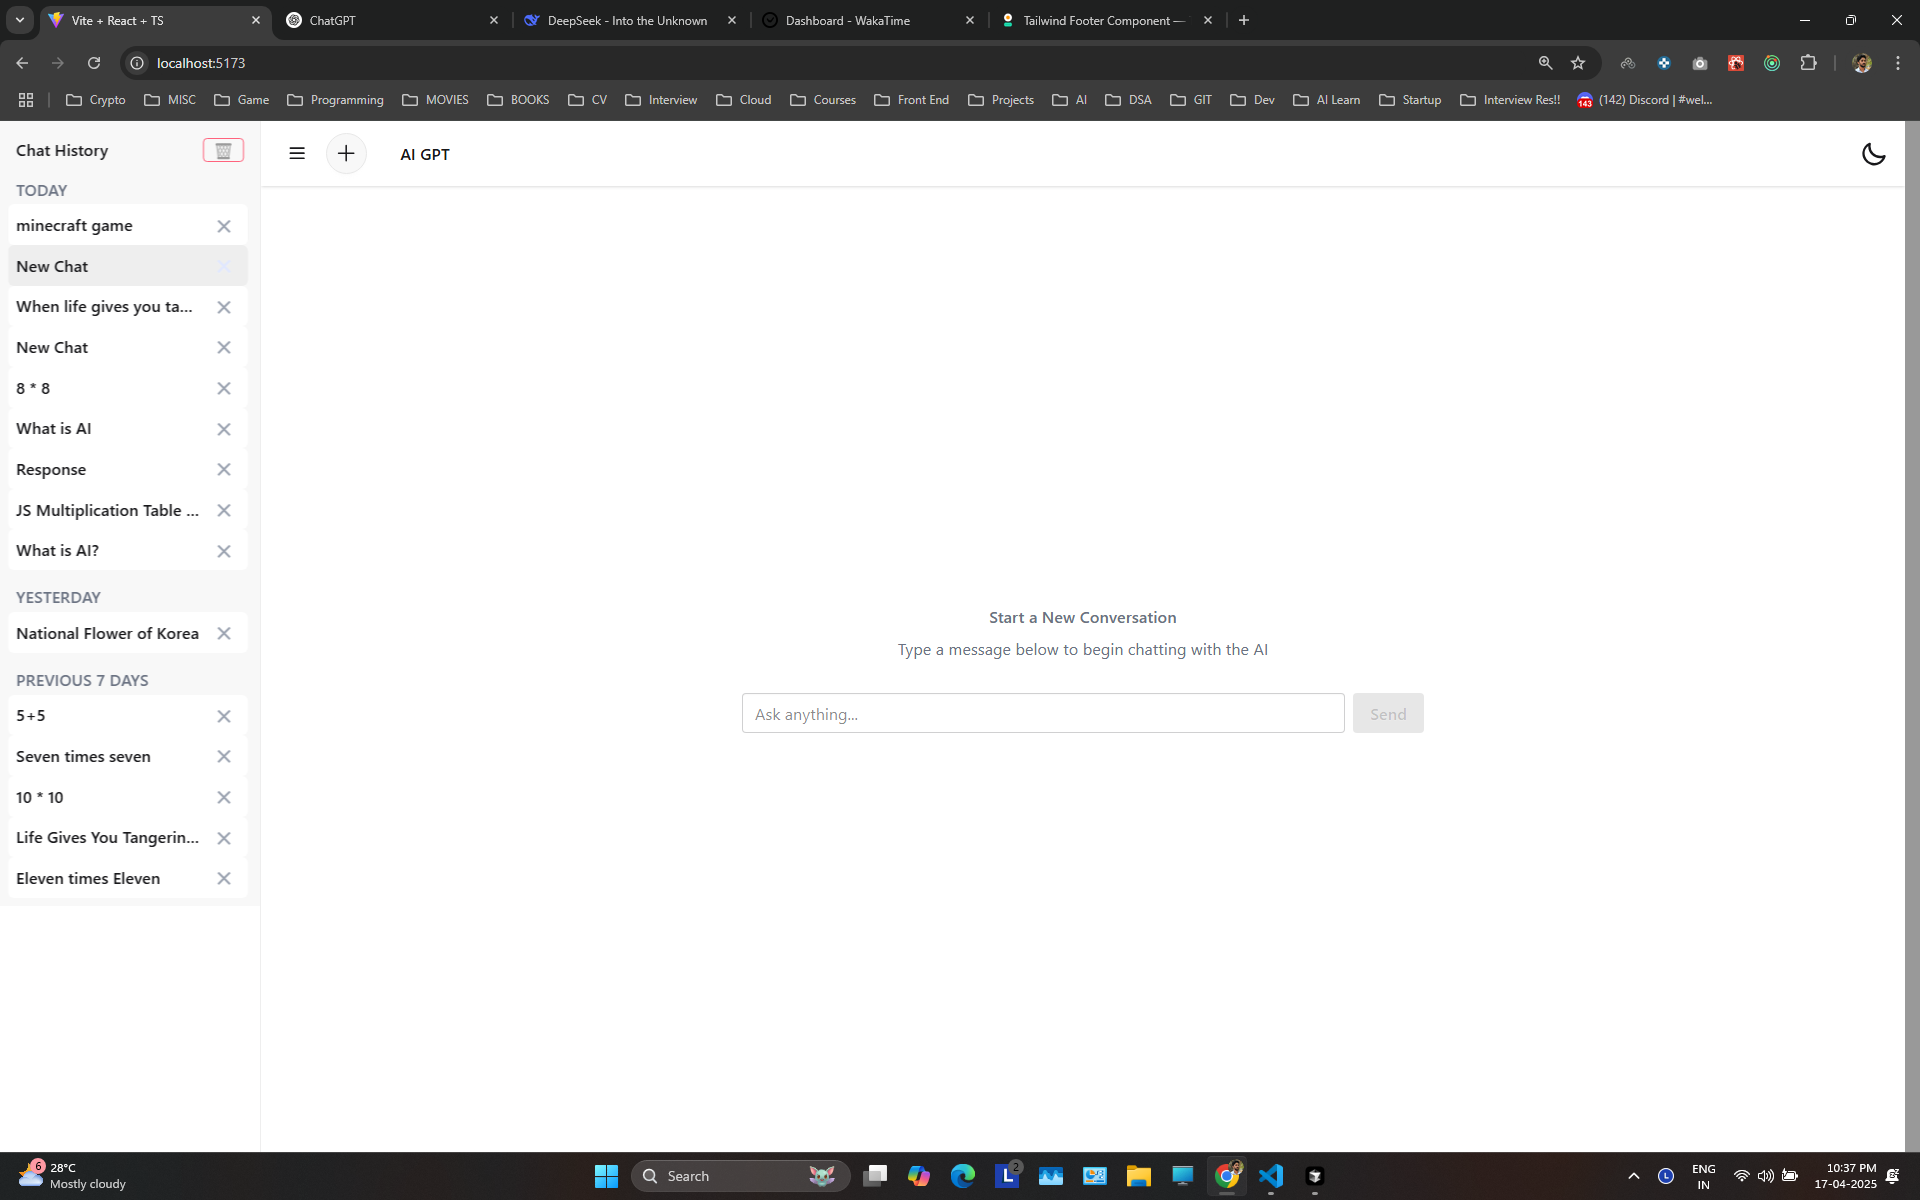 Vite + React + TS
ChatGPT
DeepSeek - Into the Unknown
Dashboard - WakaTime
Tailwind Footer Component —
localhost:5173
Crypto
MISC
Game
Programming
MOVIES
BOOKS
CV
Interview
Cloud
Courses
Front End
Projects
AI
DSA
GIT
Dev
AI Learn
Startup
Interview Res!!
143
(142) Discord | #wel...
Chat History
AI GPT
TODAY
minecraft game
New Chat
When life gives you ta...
New Chat
8 * 8
What is AI
Response
JS Multiplication Table ...
What is AI?
YESTERDAY
National Flower of Korea
PREVIOUS 7 DAYS
5+5
Seven times seven
10 * 10
Life Gives You Tangerin...
Eleven times Eleven
Start a New Conversation
Type a message below to begin chatting with the AI
Ask anything...
Send
6
28°C
Mostly cloudy
Search
L
2
L
ENG
IN
10:37 PM
17-04-2025